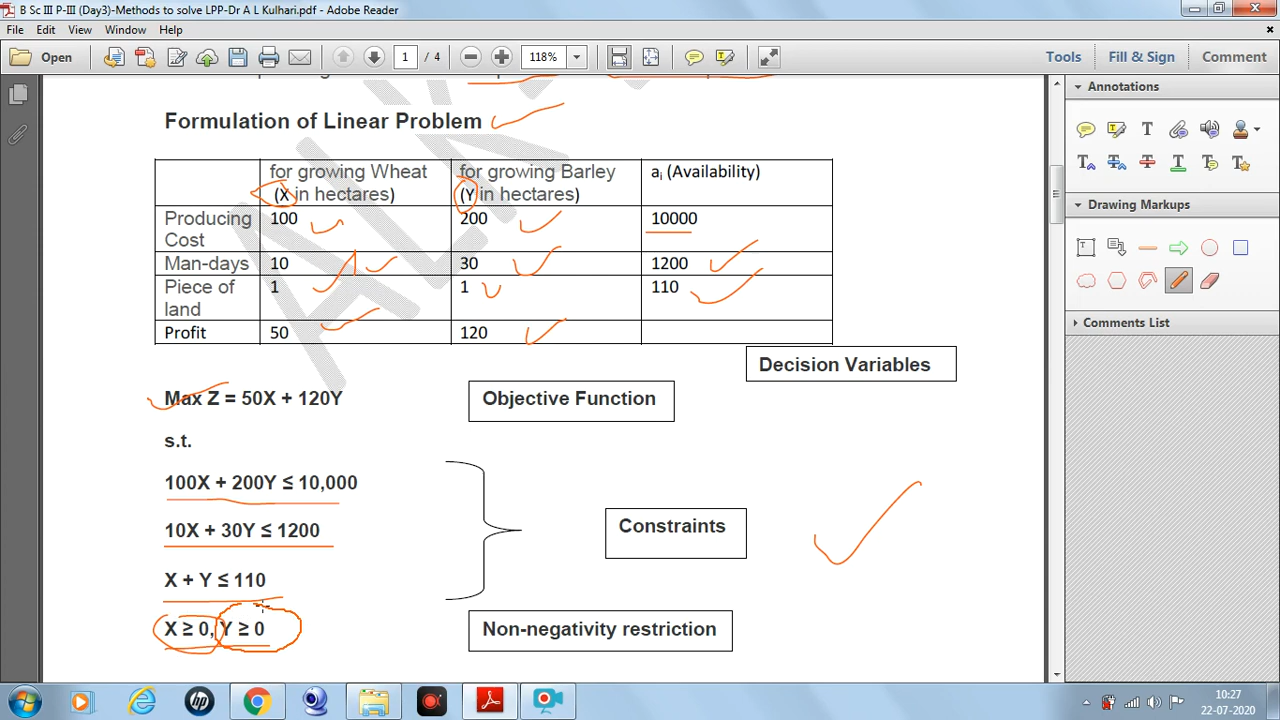 B Sc III P-III (Day3)-Methods to solve LPP-Dr A L Kulhari.pdf - Adobe Reader
File Edit View Window Help
Open 1 / 4 118% Tools Fill & Sign Comment
Formulation of Linear Problem
for growing Wheat (X in hectares) for growing Barley (Y in hectares) ai (Availability)
Producing Cost 100 200 10000
Man-days 10 30 1200
Piece of land 1 1 110
Profit 50 120
Decision Variables
Max Z = 50X + 120Y Objective Function
s.t.
100X + 200Y ≤ 10,000
10X + 30Y ≤ 1200 Constraints
X + Y ≤ 110
X ≥ 0, Y ≥ 0 Non-negativity restriction
Annotations
Drawing Markups
Comments List
10:27
22-07-2020